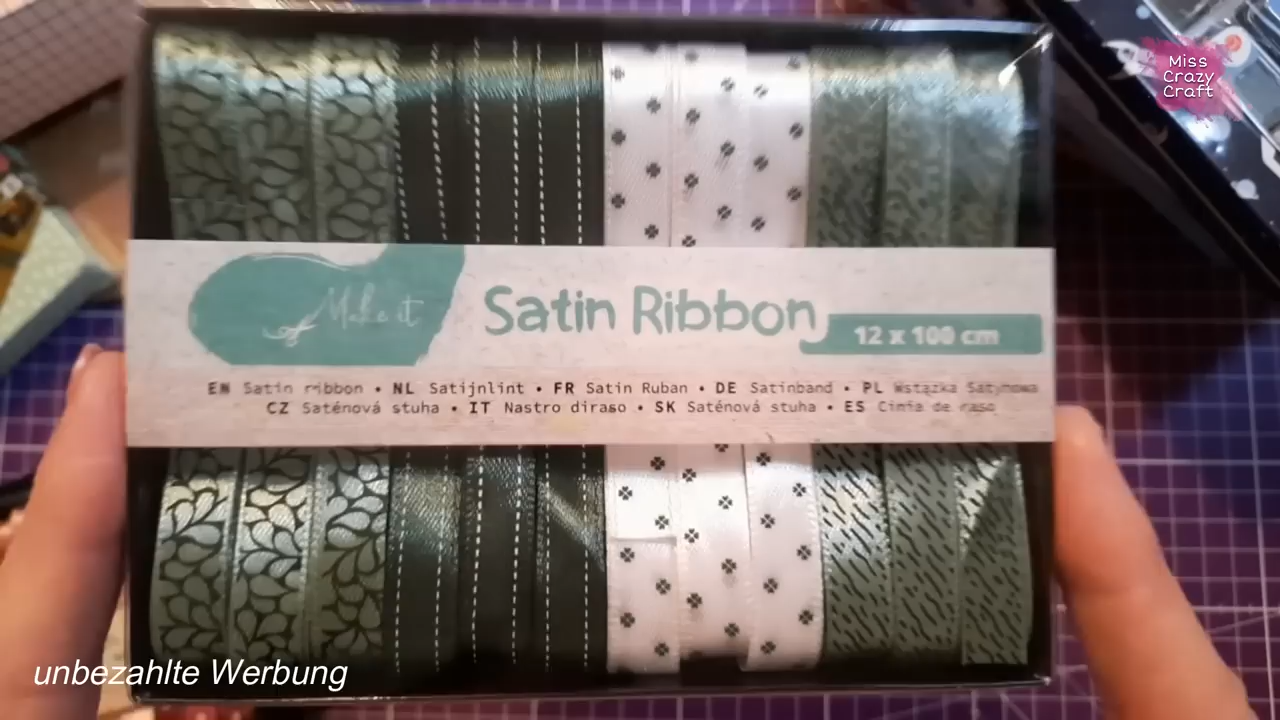 Miss
Crazy
Craft
Make it
Satin Ribbon
12 x 100 cm
EN Satin ribbon • NL Satijnlint • FR Satin Ruban • DE Satinband • PL Wstążka Satynowa
CZ Saténová stuha • IT Nastro diraso • SK Saténová stuha • ES Cinia de raso
unbezahlte Werbung